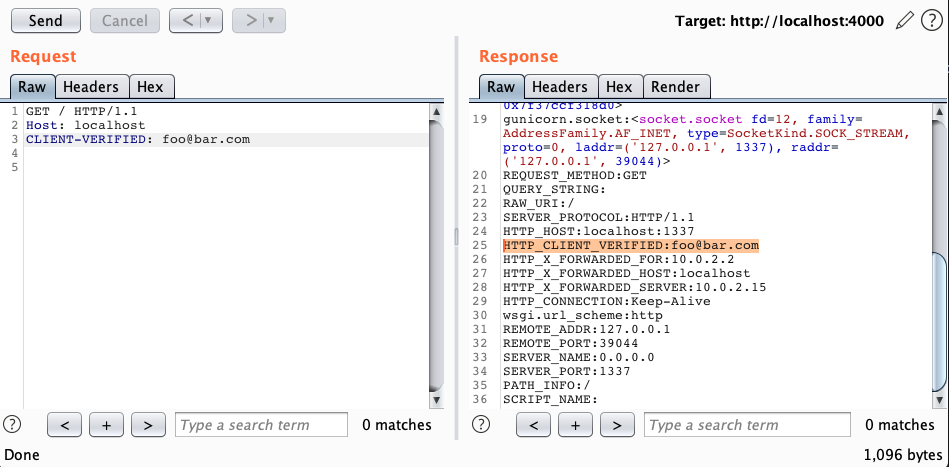 Send
Cancel
<
>
Target: http://localhost:4000
?
Request
Raw
Headers
Hex
1 GET / HTTP/1.1
2 Host: localhost
3 CLIENT-VERIFIED: foo@bar.com
4
5
?
<
+
>
Type a search term
0 matches
Response
Raw
Headers
Hex
Render
0x7f37ccf318d0>
19 gunicorn.socket:<socket.socket fd=12, family=
AddressFamily.AF_INET, type=SocketKind.SOCK_STREAM,
proto=0, laddr=('127.0.0.1', 1337), raddr=
('127.0.0.1', 39044)>
20 REQUEST_METHOD:GET
21 QUERY_STRING:
22 RAW_URI:/
23 SERVER_PROTOCOL:HTTP/1.1
24 HTTP_HOST:localhost:1337
25 HTTP_CLIENT_VERIFIED:foo@bar.com
26 HTTP_X_FORWARDED_FOR:10.0.2.2
27 HTTP_X_FORWARDED_HOST:localhost
28 HTTP_X_FORWARDED_SERVER:10.0.2.15
29 HTTP_CONNECTION:Keep-Alive
30 wsgi.url_scheme:http
31 REMOTE_ADDR:127.0.0.1
32 REMOTE_PORT:39044
33 SERVER_NAME:0.0.0.0
34 SERVER_PORT:1337
35 PATH_INFO:/
36 SCRIPT_NAME:
?
<
+
>
Type a search term
0 matches
Done
1,096 bytes